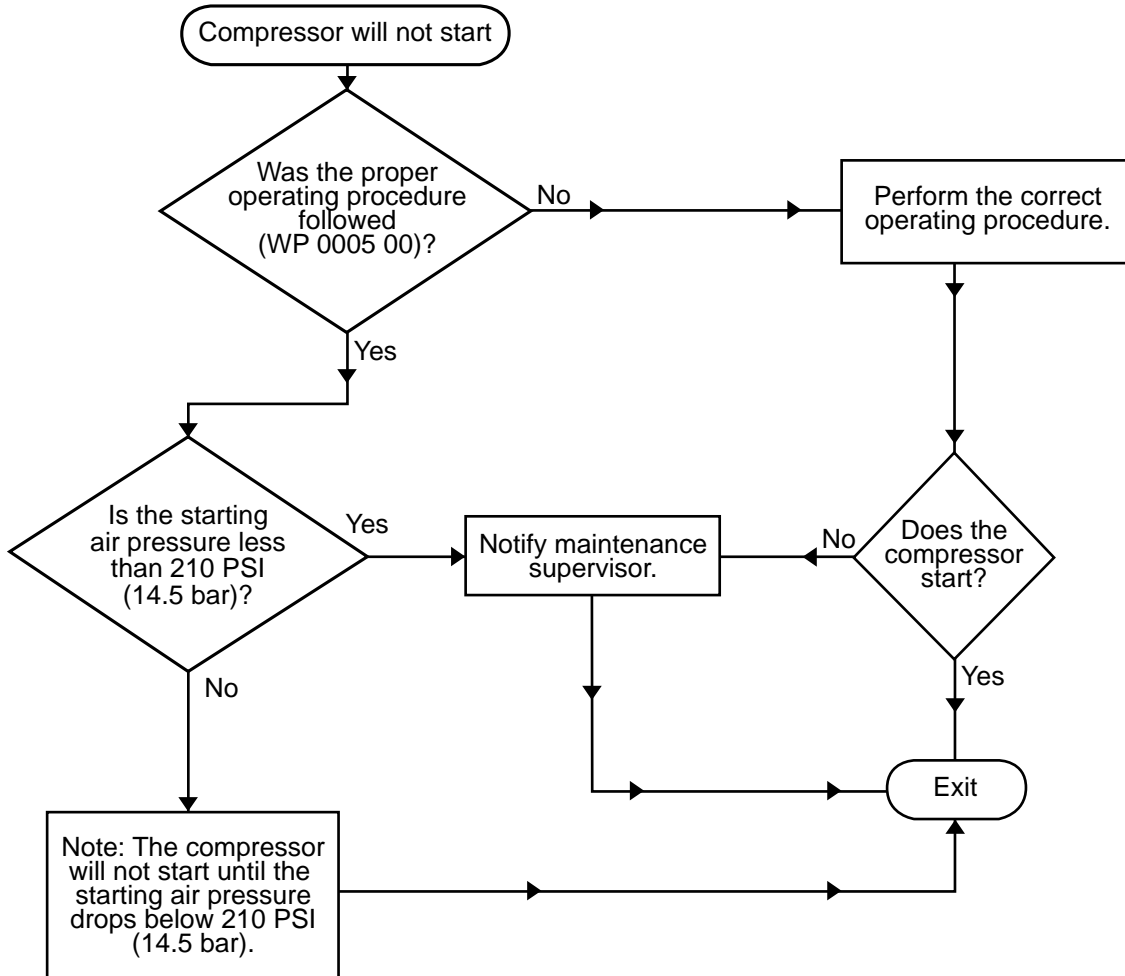 Compressor will not start
Was the proper
operating procedure
followed
(WP 0005 00)?
No
Perform the correct
operating procedure.
Yes
Is the starting
air pressure less
than 210 PSI
(14.5 bar)?
Yes
Notify maintenance
supervisor.
No
Does the
compressor
start?
No
Yes
Exit
Note: The compressor
will not start until the
starting air pressure
drops below 210 PSI
(14.5 bar).